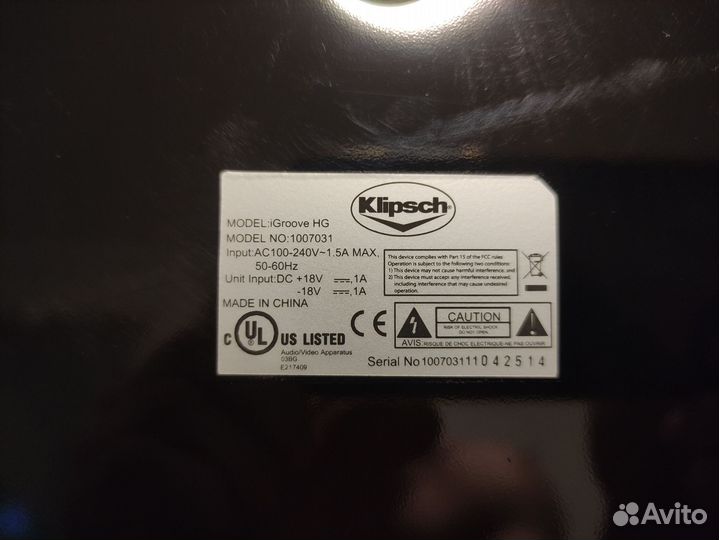 Klipsch
MODEL:iGroove HG
MODEL NO:1007031
Input:AC100-240V~1.5A MAX.
50-60Hz
Unit Input:DC +18V ⎓,1A
-18V ⎓,1A
MADE IN CHINA
This device complies with Part 15 of the FCC rules
Operation is subject to the following two conditions:
1) This device may not cause harmful interference, and
2) This device must accept any interference received,
including interference that may cause undesired
operation.
C UL® US LISTED
Audio/Video Apparatus
03BG
E217409
CE
CAUTION
RISK OF ELECTRIC SHOCK
DO NOT OPEN
AVIS:RISQUE DE CHOC ELECTRIQUE-NE PAS OUVRIR
Serial No 100703111042514
Avito